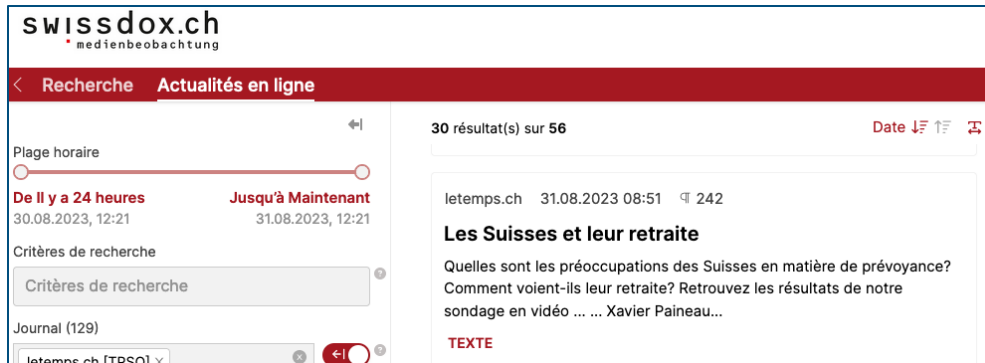 swissdox.ch
medienbeobachtung
Recherche Actualités en ligne
Plage horaire
De Il y a 24 heures Jusqu'à Maintenant
30.08.2023, 12:21 31.08.2023, 12:21
Critères de recherche
Critères de recherche
Journal (129)
letemps.ch [TPSO] ×
30 résultat(s) sur 56
Date
letemps.ch 31.08.2023 08:51 ¶ 242
Les Suisses et leur retraite
Quelles sont les préoccupations des Suisses en matière de prévoyance?
Comment voient-ils leur retraite? Retrouvez les résultats de notre
sondage en vidéo ... ... Xavier Paineau...
TEXTE